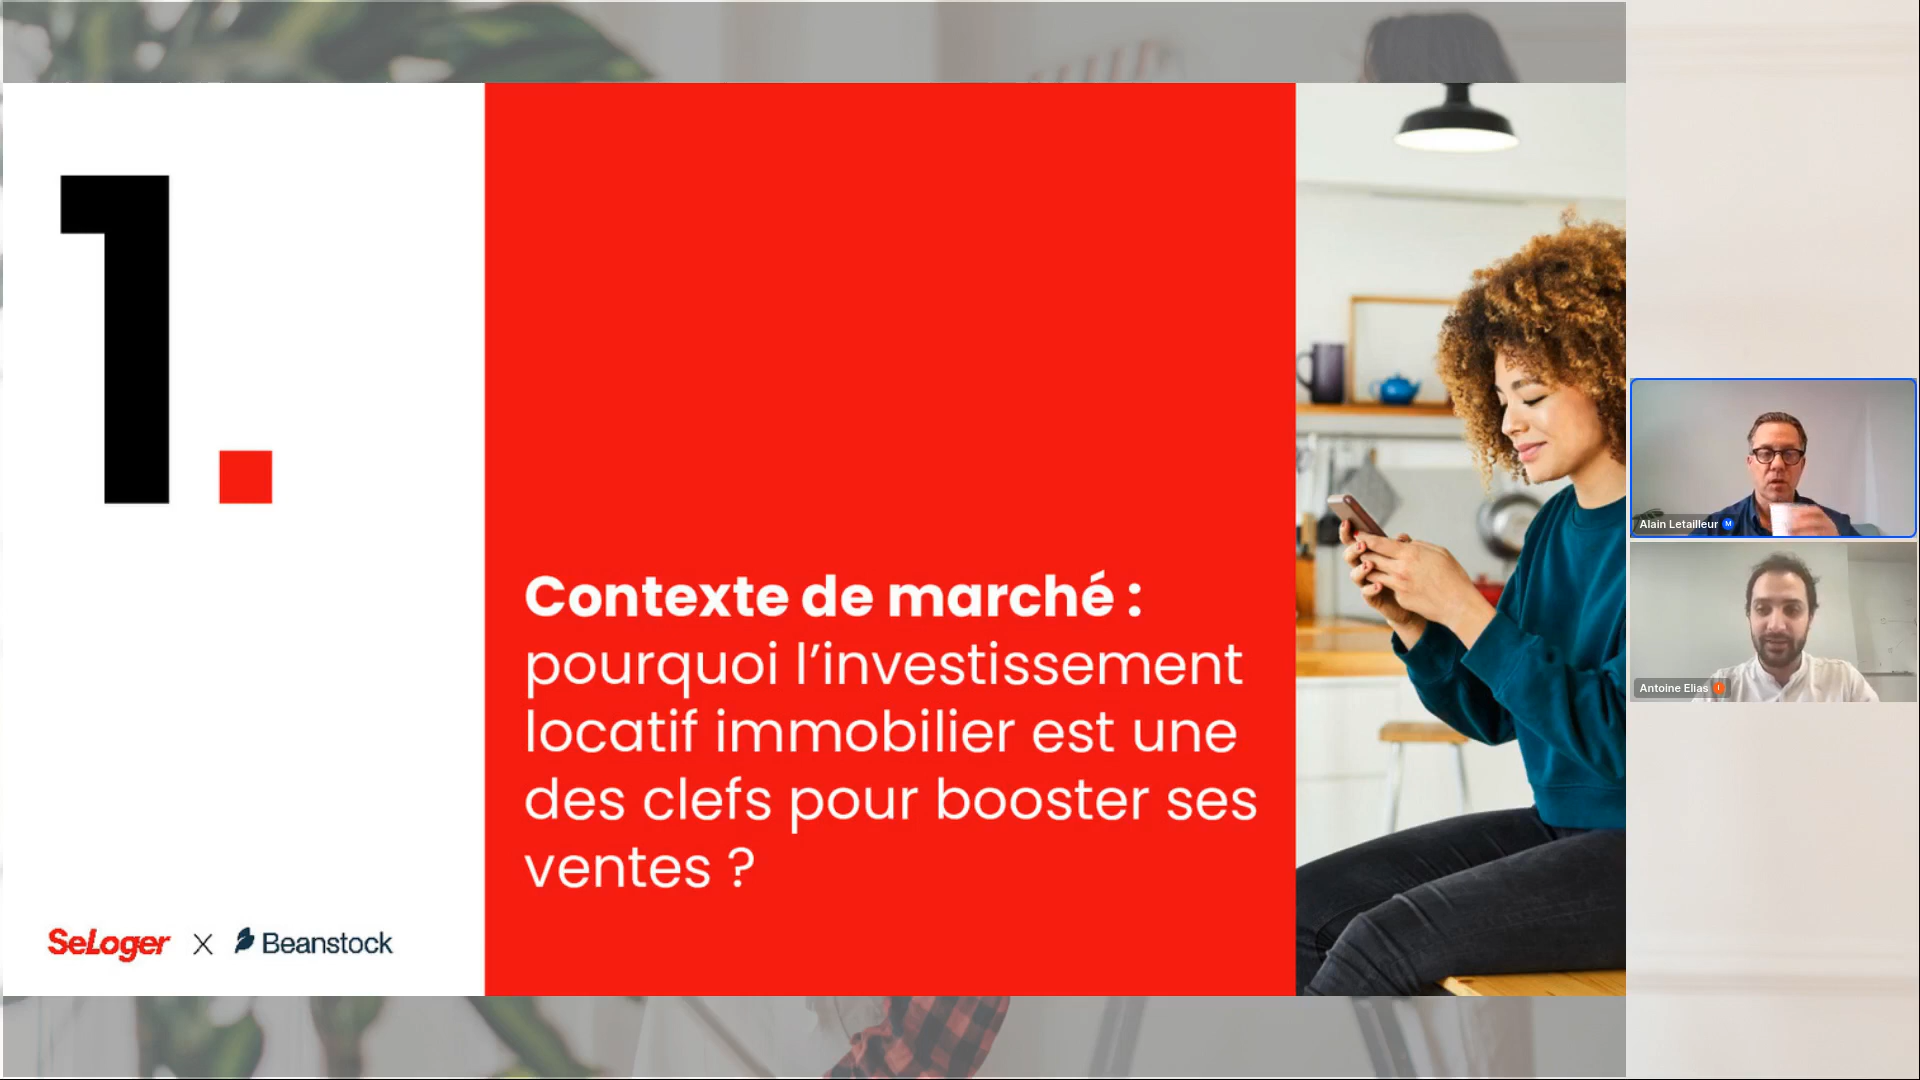 1.
Contexte de marché :
pourquoi l’investissement
locatif immobilier est une
des clefs pour booster ses
ventes ?
SeLoger X Beanstock
Alain Letailleur M
Antoine Elias I